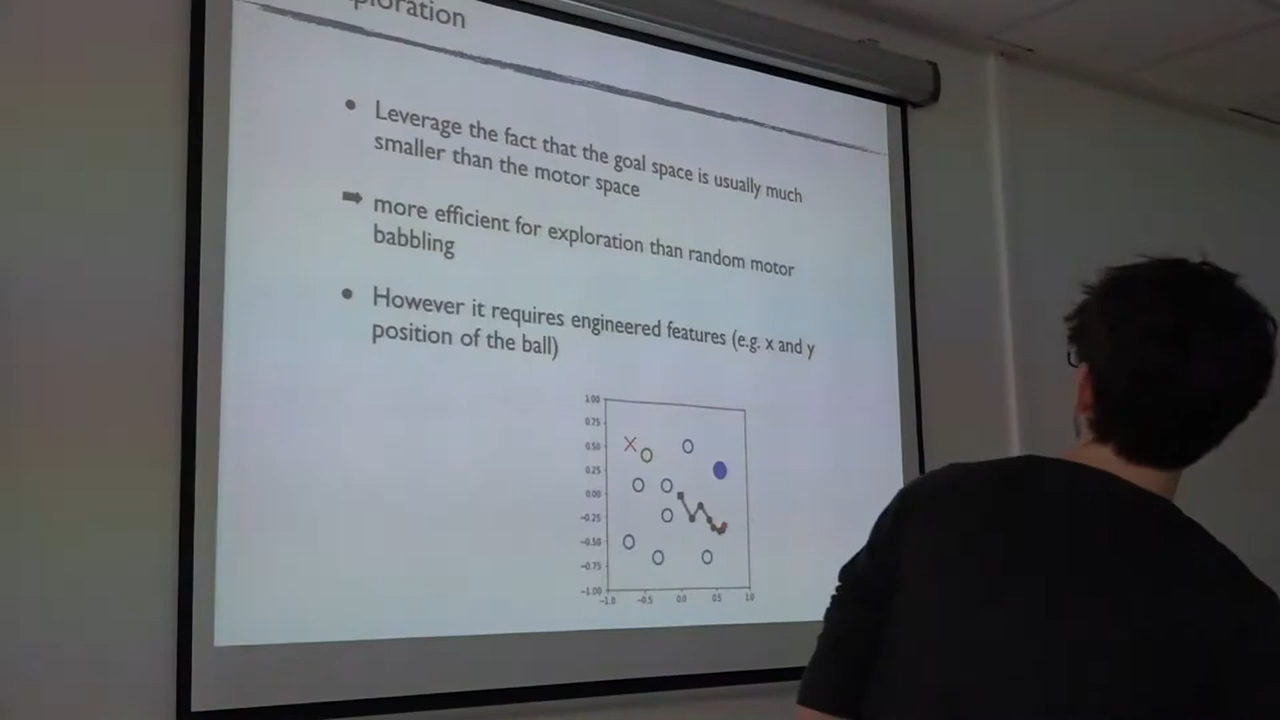 ploration
• Leverage the fact that the goal space is usually much
smaller than the motor space
➡ more efficient for exploration than random motor
babbling
• However it requires engineered features (e.g. x and y
position of the ball)
1.00
0.75
0.50
0.25
0.00
−0.25
−0.50
−0.75
−1.00
−1.0 −0.5 0.0 0.5 1.0